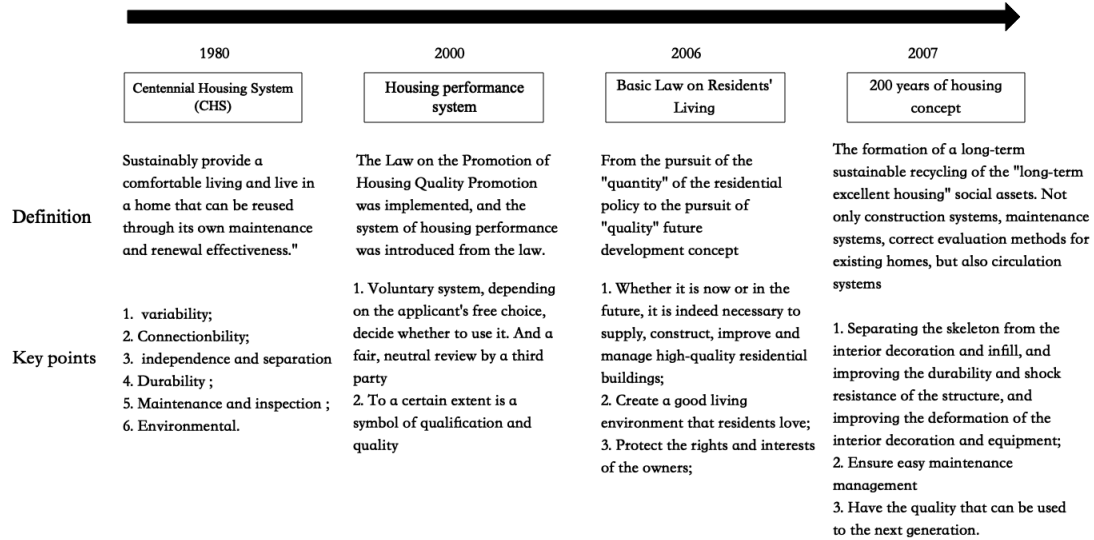 1980
Centennial Housing System
(CHS)
2000
Housing performance
system
2006
Basic Law on Residents'
Living
2007
200 years of housing
concept
Definition
Sustainably provide a
comfortable living and live in
a home that can be reused
through its own maintenance
and renewal effectiveness."
The Law on the Promotion of
Housing Quality Promotion
was implemented, and the
system of housing performance
was introduced from the law.
From the pursuit of the
"quantity" of the residential
policy to the pursuit of
"quality" future
development concept
The formation of a long-term
sustainable recycling of the "long-term
excellent housing" social assets. Not
only construction systems, maintenance
systems, correct evaluation methods for
existing homes, but also circulation
systems
Key points
1. variability;
2. Connectionbility;
3. independence and separation
4. Durability ;
5. Maintenance and inspection ;
6. Environmental.
1. Voluntary system, depending
on the applicant's free choice,
decide whether to use it. And a
fair, neutral review by a third
party
2. To a certain extent is a
symbol of qualification and
quality
1. Whether it is now or in the
future, it is indeed necessary to
supply, construct, improve and
manage high-quality residential
buildings;
2. Create a good living
environment that residents love;
3. Protect the rights and interests
of the owners;
1. Separating the skeleton from the
interior decoration and infill, and
improving the durability and shock
resistance of the structure, and
improving the deformation of the
interior decoration and equipment;
2. Ensure easy maintenance
management
3. Have the quality that can be used
to the next generation.